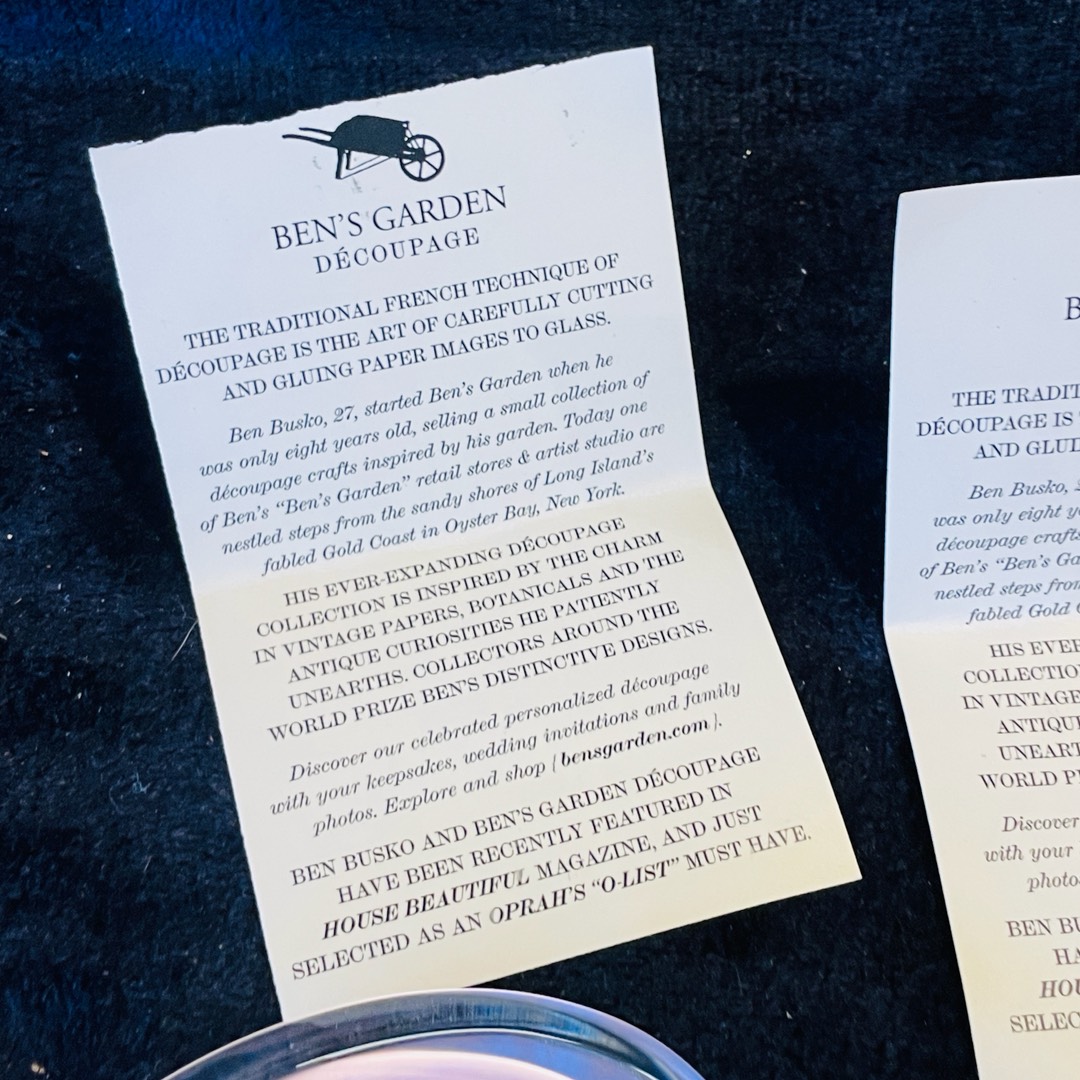 BEN'S GARDEN
DÉCOUPAGE
THE TRADITIONAL FRENCH TECHNIQUE OF
DÉCOUPAGE IS THE ART OF CAREFULLY CUTTING
AND GLUING PAPER IMAGES TO GLASS.
Ben Busko, 27, started Ben's Garden when he
was only eight years old, selling a small collection of
découpage crafts inspired by his garden. Today one
of Ben's "Ben's Garden" retail stores & artist studio are
nestled steps from the sandy shores of Long Island's
fabled Gold Coast in Oyster Bay, New York.
HIS EVER-EXPANDING DÉCOUPAGE
COLLECTION IS INSPIRED BY THE CHARM
IN VINTAGE PAPERS, BOTANICALS AND THE
ANTIQUE CURIOSITIES HE PATIENTLY
UNEARTHS. COLLECTORS AROUND THE
WORLD PRIZE BEN'S DISTINCTIVE DESIGNS.
Discover our celebrated personalized découpage
with your keepsakes, wedding invitations and family
photos. Explore and shop { bensgarden.com }.
BEN BUSKO AND BEN'S GARDEN DÉCOUPAGE
HAVE BEEN RECENTLY FEATURED IN
HOUSE BEAUTIFUL MAGAZINE, AND JUST
SELECTED AS AN OPRAH'S "O-LIST" MUST HAVE.
THE TRADIT
DÉCOUPAGE IS
AND GLUI
Ben Busko,
was only eight y
découpage crafts
of Ben's "Ben's Ga
nestled steps from
fabled Gold
HIS EVER
COLLECTIO
IN VINTAGE
ANTIQU
UNEART
WORLD P
Discover
with your
photo
BEN BU
HA
HOU
SELEC